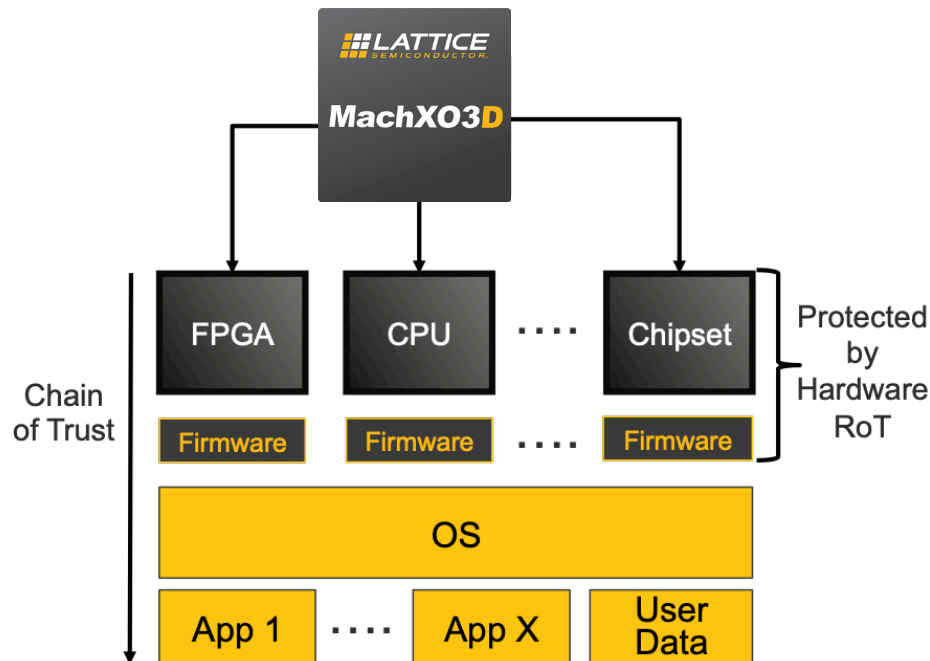 LATTICE
SEMICONDUCTOR.
MachXO3D
FPGA
CPU
....
Chipset
Protected
by
Hardware
RoT
Chain
of Trust
Firmware
Firmware
....
Firmware
OS
App 1
....
App X
User
Data